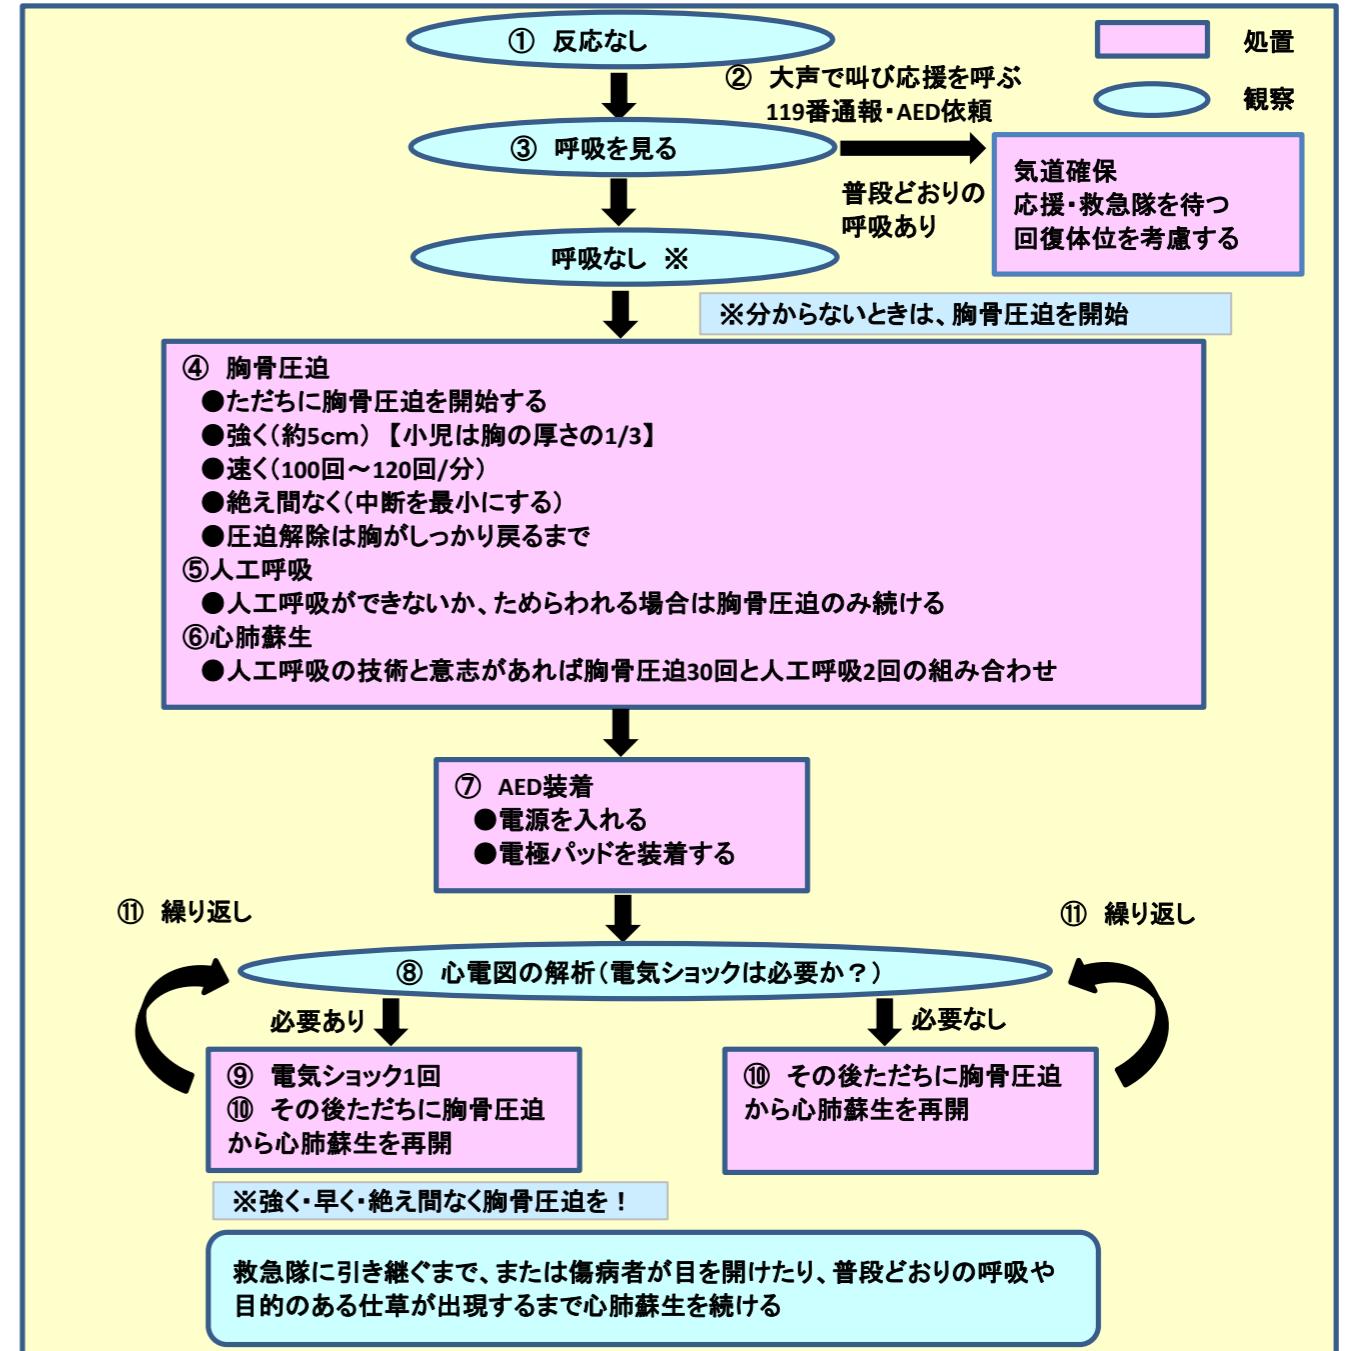 ① 反応なし
処置
② 大声で叫び応援を呼ぶ
119番通報・AED依頼
観察
③ 呼吸を見る
普段どおりの
呼吸あり
気道確保
応援・救急隊を待つ
回復体位を考慮する
呼吸なし ※
※分からないときは、胸骨圧迫を開始
④ 胸骨圧迫
●ただちに胸骨圧迫を開始する
●強く(約5cm)【小児は胸の厚さの1/3】
●速く(100回～120回/分)
●絶え間なく(中断を最小にする)
●圧迫解除は胸がしっかり戻るまで
⑤人工呼吸
●人工呼吸ができないか、ためらわれる場合は胸骨圧迫のみ続ける
⑥心肺蘇生
●人工呼吸の技術と意志があれば胸骨圧迫30回と人工呼吸2回の組み合わせ
⑦ AED装着
●電源を入れる
●電極パッドを装着する
⑪ 繰り返し
⑪ 繰り返し
⑧ 心電図の解析(電気ショックは必要か？)
必要あり
必要なし
⑨ 電気ショック1回
⑩ その後ただちに胸骨圧迫
から心肺蘇生を再開
⑩ その後ただちに胸骨圧迫
から心肺蘇生を再開
※強く・早く・絶え間なく胸骨圧迫を！
救急隊に引き継ぐまで、または傷病者が目を開けたり、普段どおりの呼吸や
目的のある仕草が出現するまで心肺蘇生を続ける